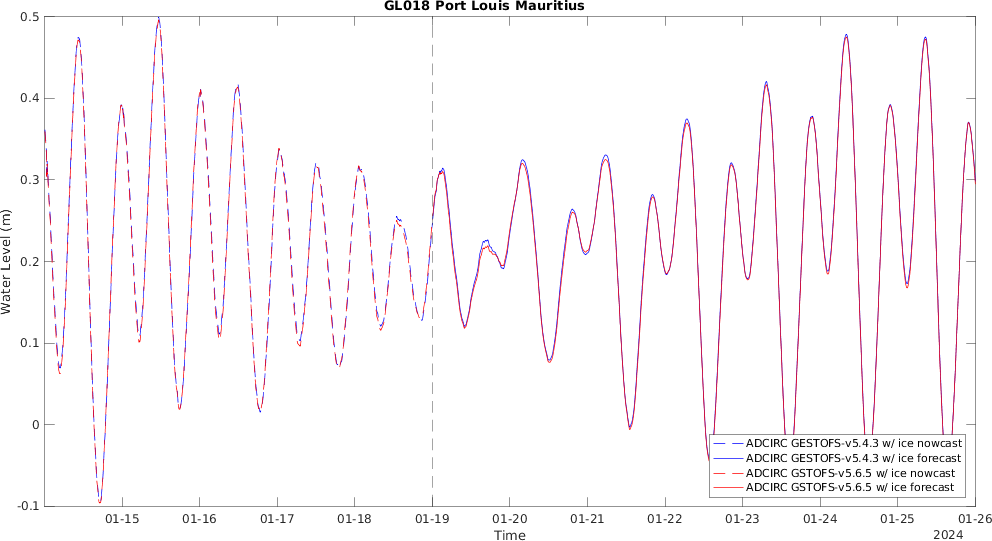 GL018 Port Louis Mauritius
Water Level (m)
0.5
0.4
0.3
0.2
0.1
0
-0.1
ADCIRC GESTOFS-v5.4.3 w/ ice nowcast
ADCIRC GESTOFS-v5.4.3 w/ ice forecast
ADCIRC GSTOFS-v5.6.5 w/ ice nowcast
ADCIRC GSTOFS-v5.6.5 w/ ice forecast
01-15 01-16 01-17 01-18 01-19 01-20 01-21 01-22 01-23 01-24 01-25 01-26
Time
2024